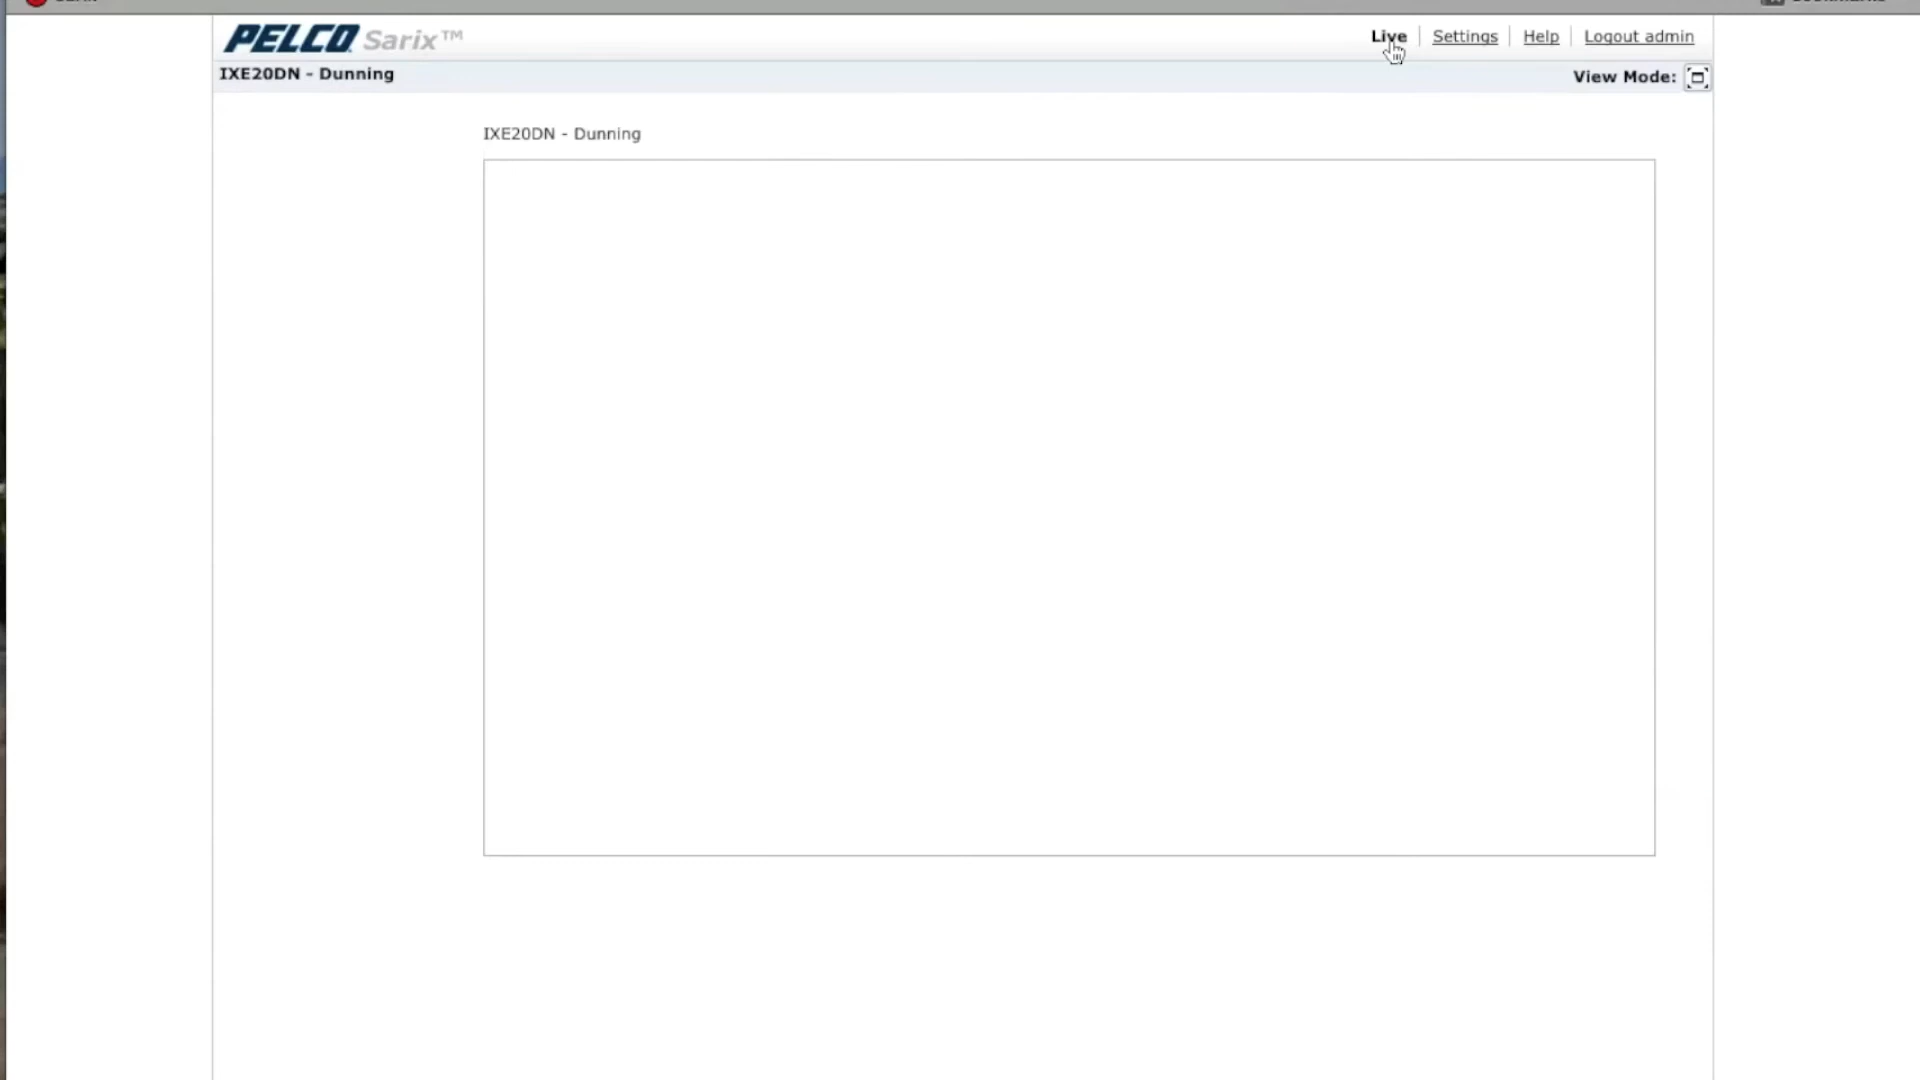 PELCO Sarix™
Live
Settings
Help
Logout admin
IXE20DN - Dunning
View Mode:
IXE20DN - Dunning